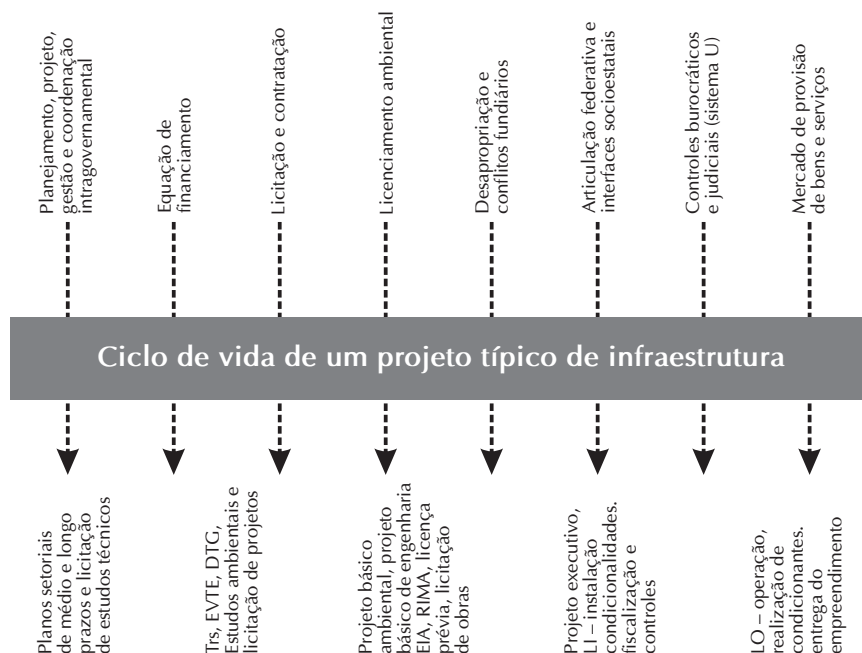 Planejamento, projeto,
gestão e coordenação
intragovernamental
Equação de
financiamento
Licitação e contratação
Licenciamento ambiental
Desapropriação e
conflitos fundiários
Articulação federativa e
interfaces socioestatais
Controles burocráticos
e judiciais (sistema U)
Mercado de provisão
de bens e serviços
Ciclo de vida de um projeto típico de infraestrutura
Planos setoriais
de médio e longo
prazos e licitação
de estudos técnicos
Trs, EVTE, DTG,
Estudos ambientais e
licitação de projetos
Projeto básico
ambiental, projeto
básico de engenharia
EIA, RIMA, licença
prévia, licitação
de obras
Projeto executivo,
LI – instalação
condicionalidades.
fiscalização e
controles
LO – operação,
realização de
condicionantes.
entrega do
empreendimento